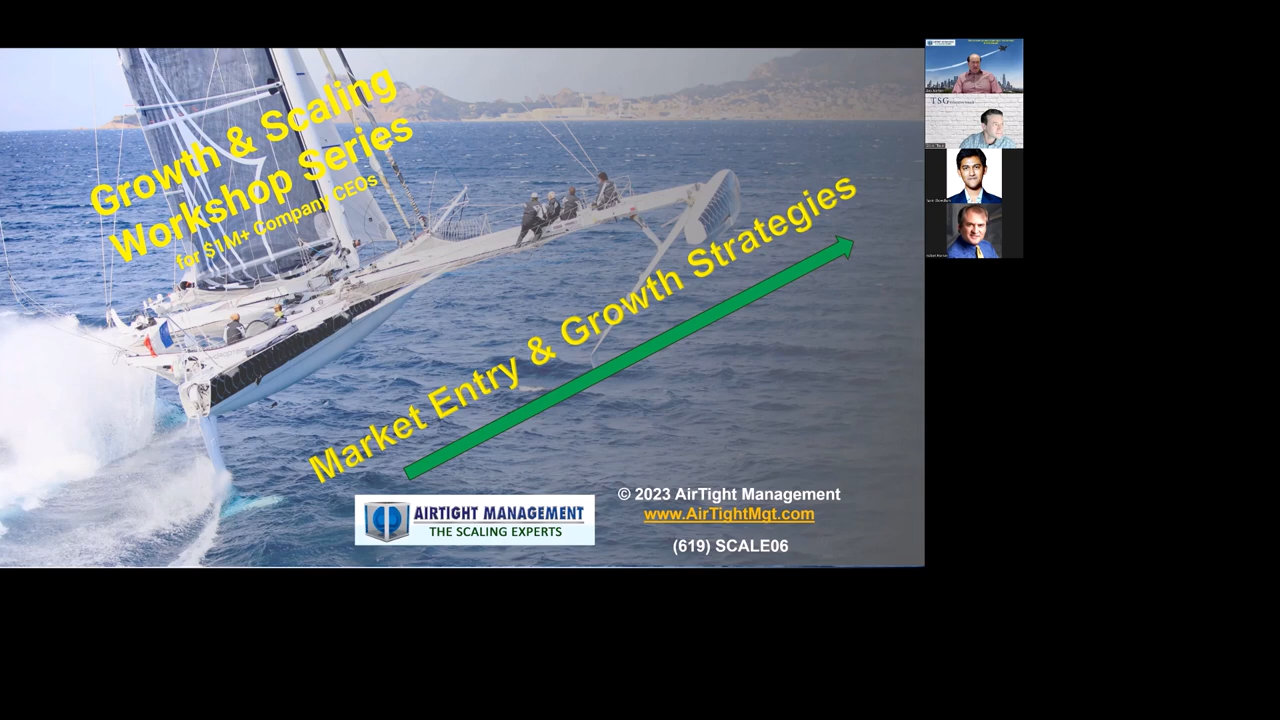 Growth & Scaling
Workshop Series
for $1M+ Company CEOs
Market Entry & Growth Strategies
AIRTIGHT MANAGEMENT
THE SCALING EXPERTS
© 2023 AirTight Management
www.AirTightMgt.com
(619) SCALE06
TSG